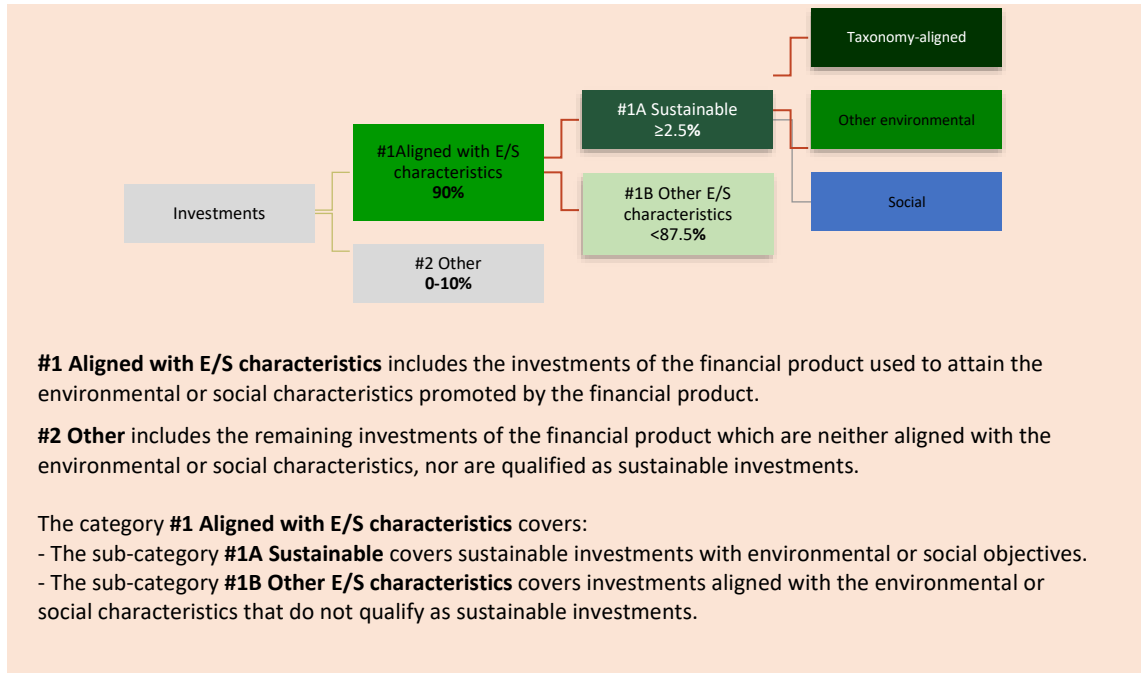 Taxonomy-aligned
#1A Sustainable
≥2.5%
Other environmental
#1Aligned with E/S
characteristics
90%
Investments
#1B Other E/S
characteristics
<87.5%
Social
#2 Other
0-10%
#1 Aligned with E/S characteristics includes the investments of the financial product used to attain the
environmental or social characteristics promoted by the financial product.
#2 Other includes the remaining investments of the financial product which are neither aligned with the
environmental or social characteristics, nor are qualified as sustainable investments.
The category #1 Aligned with E/S characteristics covers:
- The sub-category #1A Sustainable covers sustainable investments with environmental or social objectives.
- The sub-category #1B Other E/S characteristics covers investments aligned with the environmental or
social characteristics that do not qualify as sustainable investments.